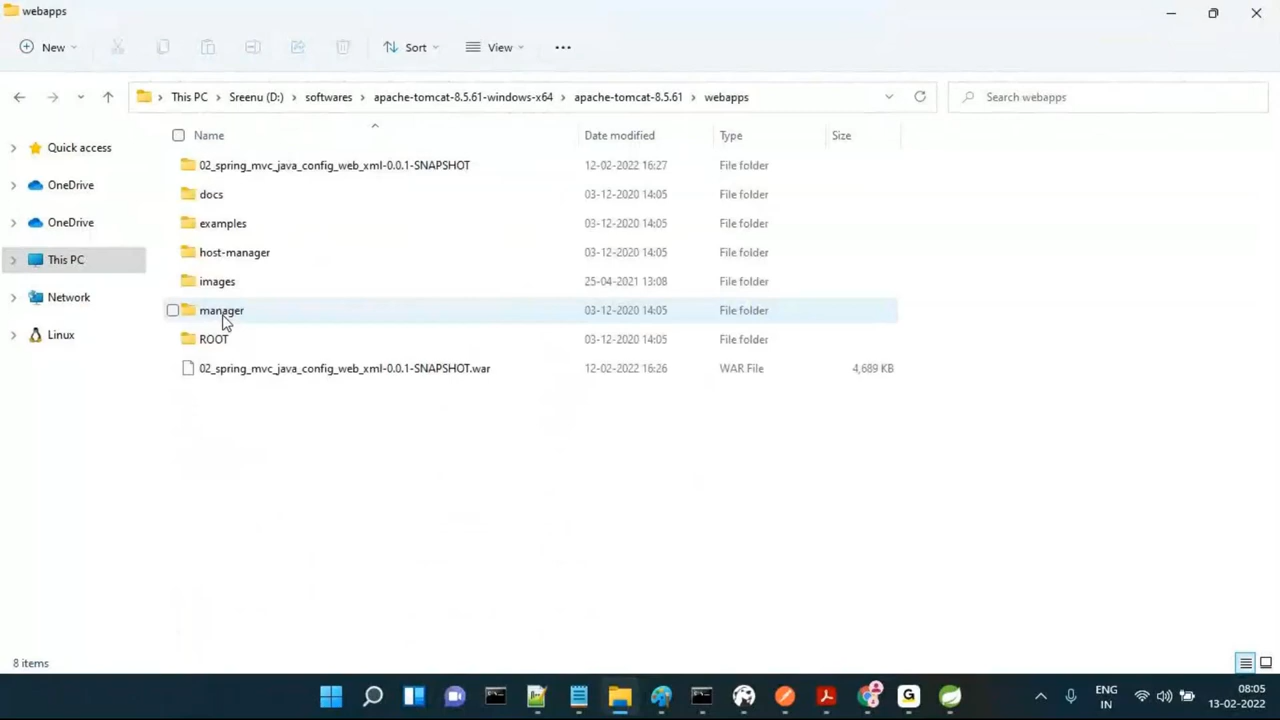 webapps
New
Sort
View
This PC > Sreenu (D:) > softwares > apache-tomcat-8.5.61-windows-x64 > apache-tomcat-8.5.61 > webapps
Search webapps
Name Date modified Type Size
Quick access
OneDrive
OneDrive
This PC
Network
Linux
02_spring_mvc_java_config_web_xml-0.0.1-SNAPSHOT 12-02-2022 16:27 File folder
docs 03-12-2020 14:05 File folder
examples 03-12-2020 14:05 File folder
host-manager 03-12-2020 14:05 File folder
images 25-04-2021 13:08 File folder
manager 03-12-2020 14:05 File folder
ROOT 03-12-2020 14:05 File folder
02_spring_mvc_java_config_web_xml-0.0.1-SNAPSHOT.war 12-02-2022 16:26 WAR File 4,689 KB
8 items
ENG
IN
08:05
13-02-2022